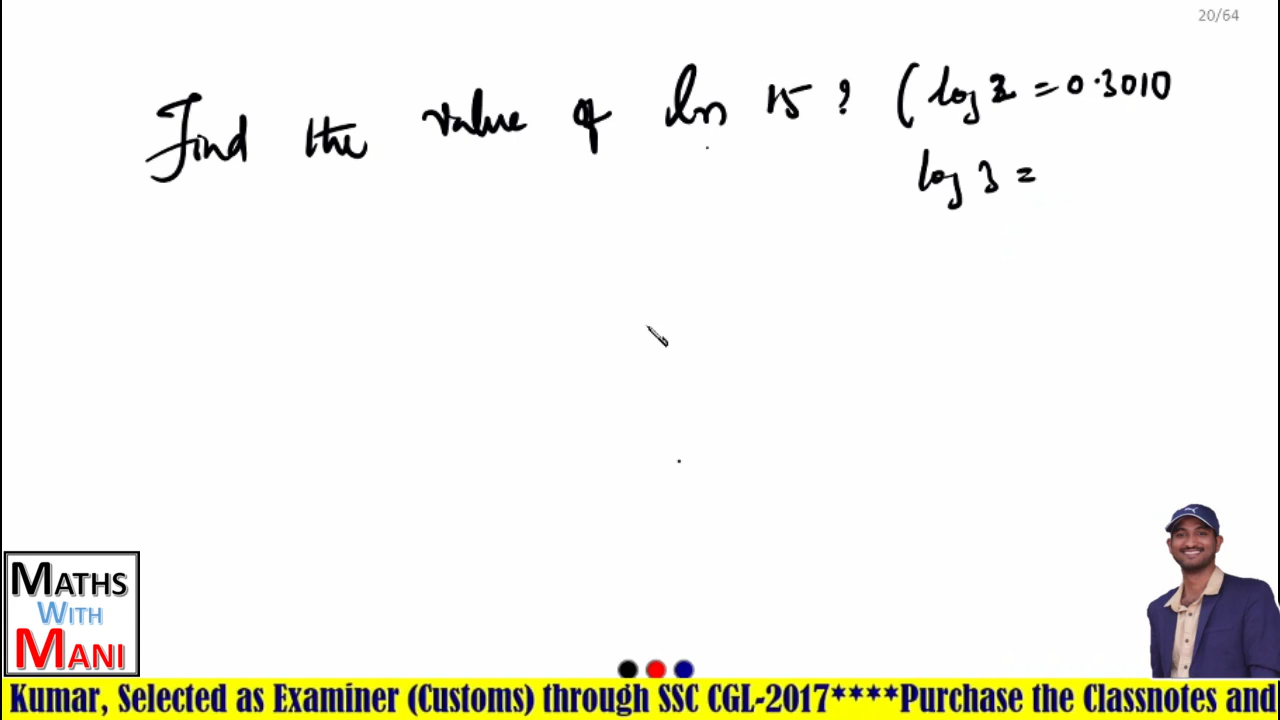 20/64
Find the value of ln 15 ? ( log 2 = 0.3010
log 3 =
MATHS
WITH
MANI
Kumar, Selected as Examiner (Customs) through SSC CGL-2017****Purchase the Classnotes and